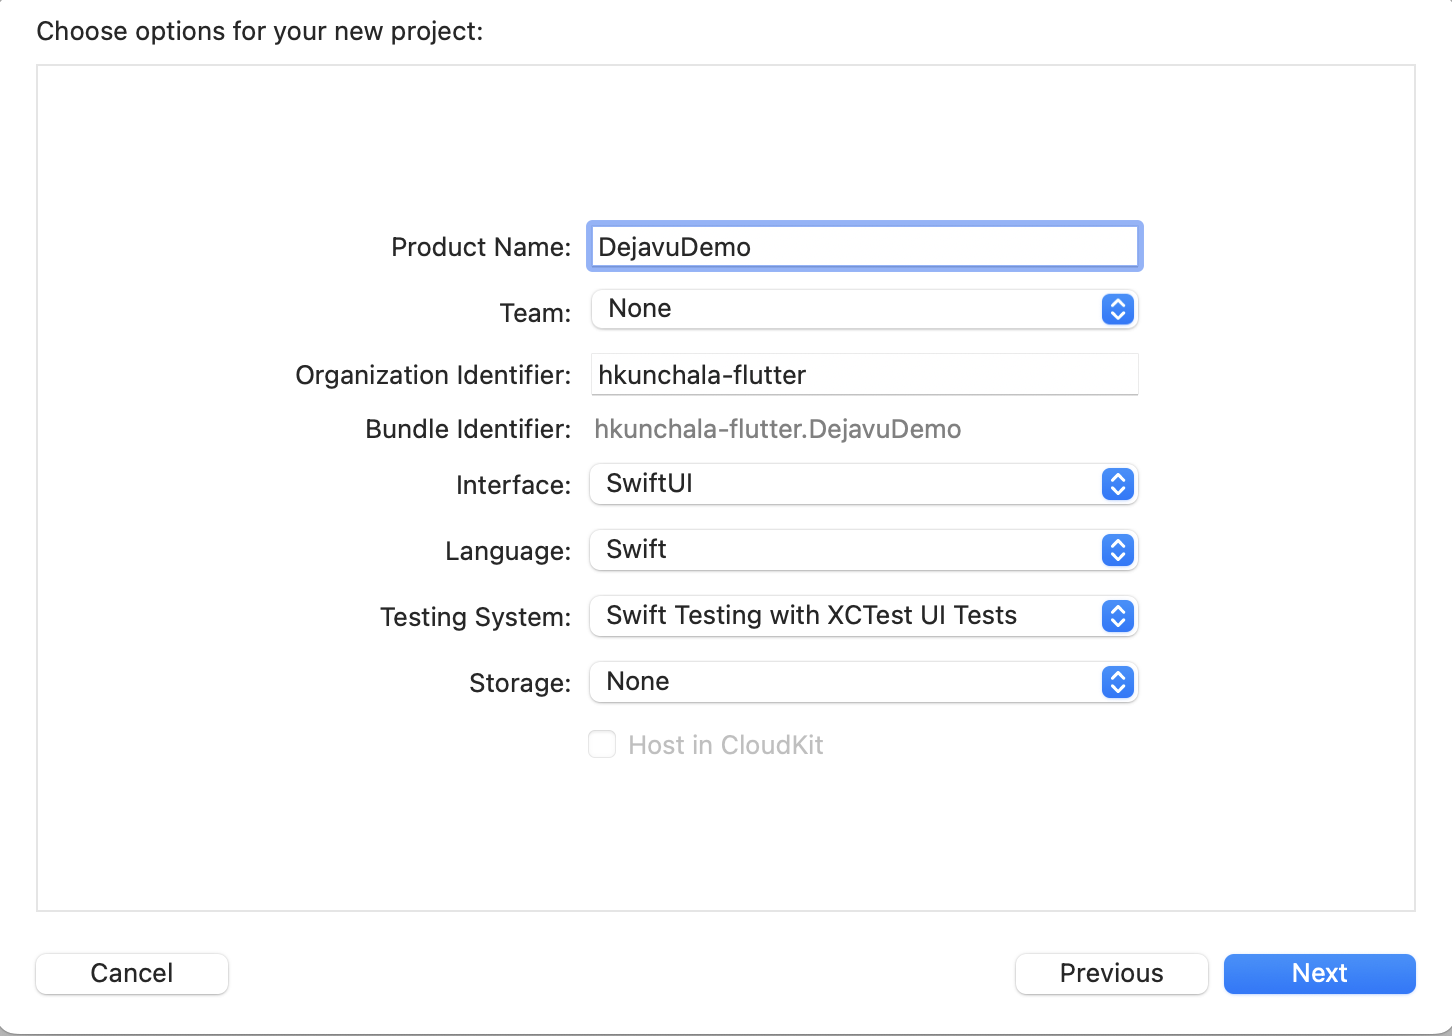 Choose options for your new project:
Product Name: DejavuDemo
Team: None
Organization Identifier: hkunchala-flutter
Bundle Identifier: hkunchala-flutter.DejavuDemo
Interface: SwiftUI
Language: Swift
Testing System: Swift Testing with XCTest UI Tests
Storage: None
Host in CloudKit
Cancel Previous Next